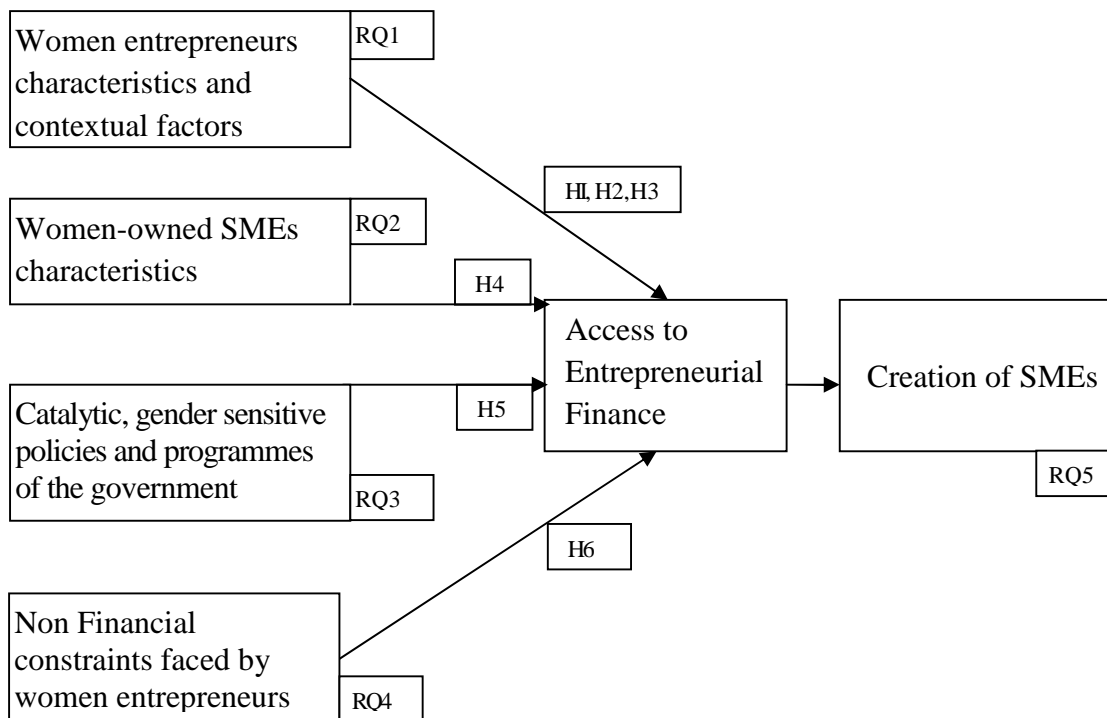 Women entrepreneurs
characteristics and
contextual factors
RQ1
HI, H2, H3
Women-owned SMEs
characteristics
RQ2
H4
Access to
Entrepreneurial
Finance
Creation of SMEs
RQ5
Catalytic, gender sensitive
policies and programmes
of the government
RQ3
H5
H6
Non Financial
constraints faced by
women entrepreneurs
RQ4